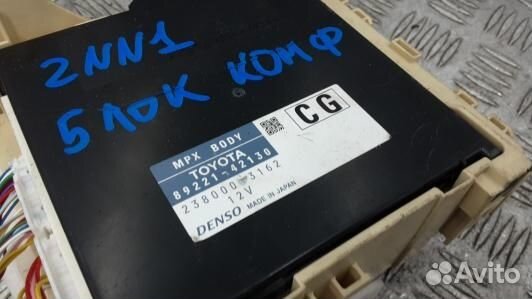 2NN1
БЛОК КОМФ
MPX BODY
TOYOTA
89221-42130
238000-3162
12V
DENSO MADE IN JAPAN
CG
Avito